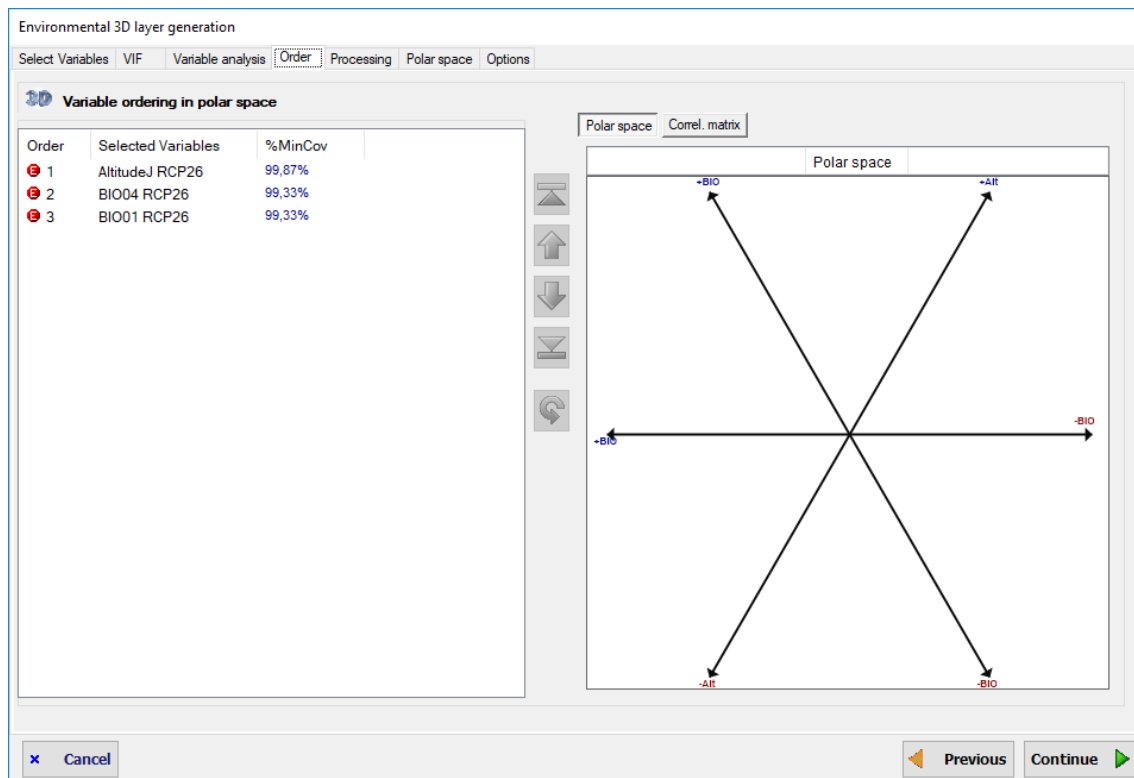 Environmental 3D layer generation
Select Variables VIF Variable analysis Order Processing Polar space Options
3D Variable ordering in polar space
Order Selected Variables %MinCov
E 1 AltitudeJ RCP26 99,87%
E 2 BIO04 RCP26 99,33%
E 3 BIO01 RCP26 99,33%
Polar space Correl. matrix
Polar space
+BIO +Alt
-BIO
+BIO
-Alt -BIO
× Cancel Previous Continue